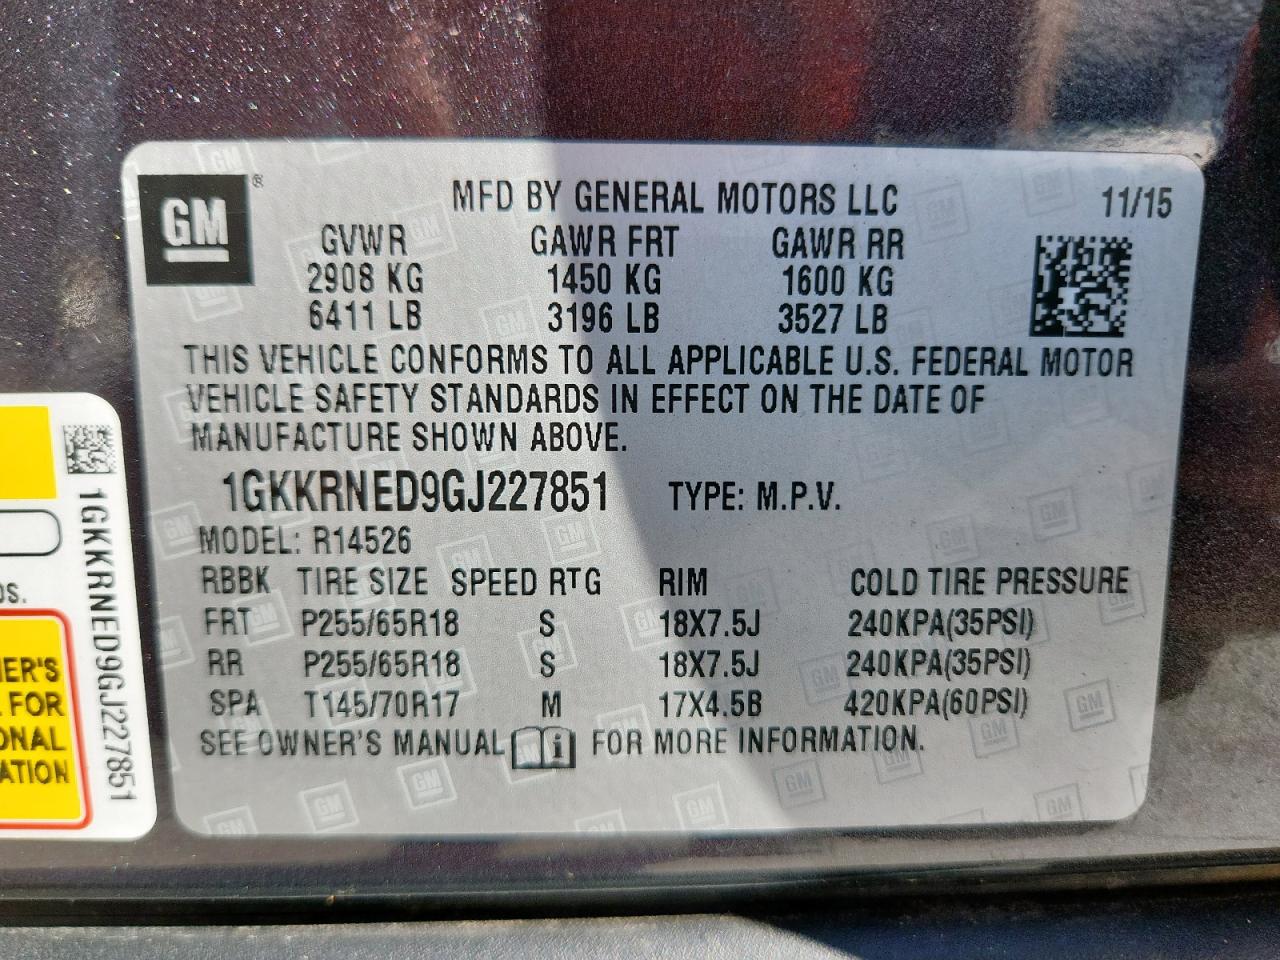 GM ®
MFD BY GENERAL MOTORS LLC 11/15
GVWR GAWR FRT GAWR RR
2908 KG 1450 KG 1600 KG
6411 LB 3196 LB 3527 LB
THIS VEHICLE CONFORMS TO ALL APPLICABLE U.S. FEDERAL MOTOR
VEHICLE SAFETY STANDARDS IN EFFECT ON THE DATE OF
MANUFACTURE SHOWN ABOVE.
1GKKRNED9GJ227851 TYPE: M.P.V.
MODEL: R14526
RBBK TIRE SIZE SPEED RTG RIM COLD TIRE PRESSURE
FRT P255/65R18 S 18X7.5J 240KPA(35PSI)
RR P255/65R18 S 18X7.5J 240KPA(35PSI)
SPA T145/70R17 M 17X4.5B 420KPA(60PSI)
SEE OWNER'S MANUAL i FOR MORE INFORMATION.
1GKKRNED9GJ227851
FOR